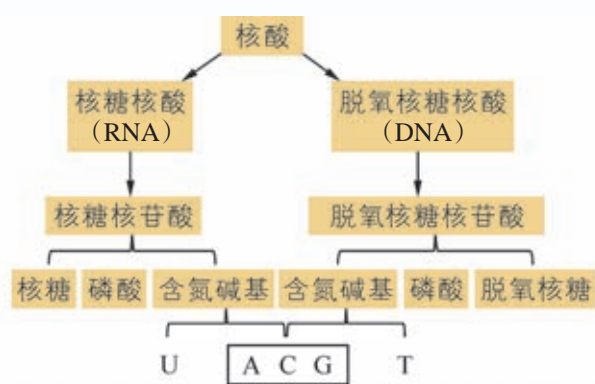 核酸
核糖核酸 脱氧核糖核酸
（RNA） （DNA）
核糖核苷酸 脱氧核糖核苷酸
核糖 磷酸 含氮碱基 含氮碱基 磷酸 脱氧核糖
U A C G T